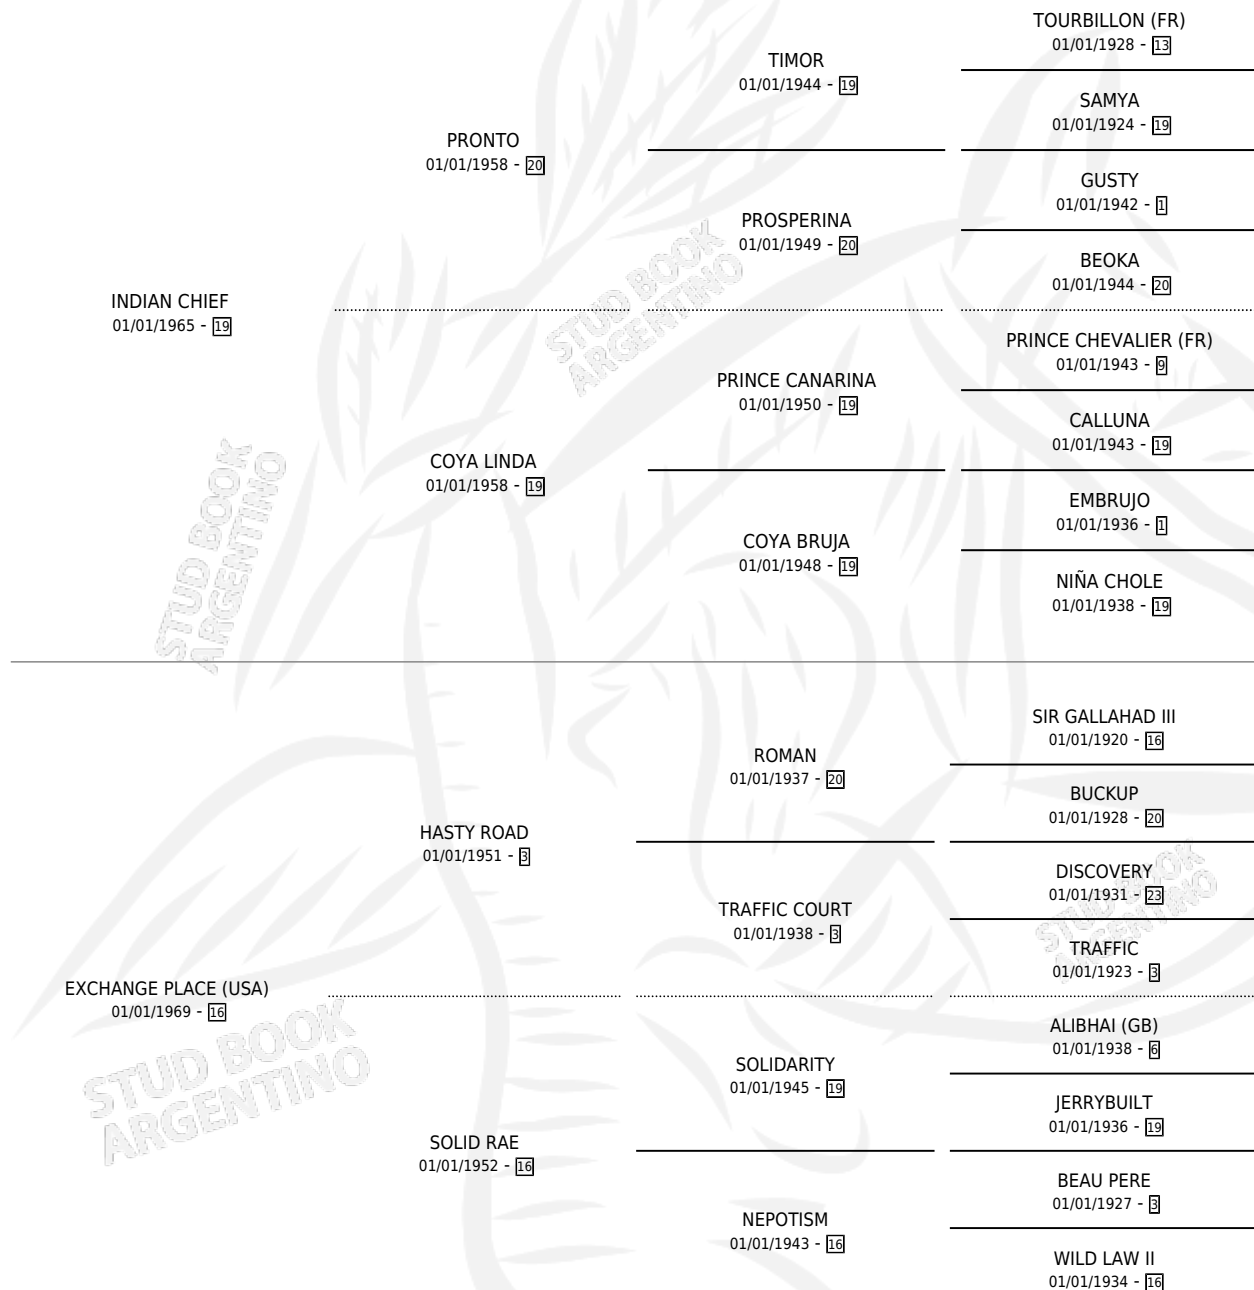 TOURBILLON (FR)
01/01/1928 - 13
TIMOR
01/01/1944 - 19
SAMYA
01/01/1924 - 19
PRONTO
01/01/1958 - 20
GUSTY
01/01/1942 - 1
PROSPERINA
01/01/1949 - 20
BEOKA
01/01/1944 - 20
INDIAN CHIEF
01/01/1965 - 19
PRINCE CHEVALIER (FR)
01/01/1943 - 9
PRINCE CANARINA
01/01/1950 - 19
CALLUNA
01/01/1943 - 19
COYA LINDA
01/01/1958 - 19
EMBRUJO
01/01/1936 - 1
COYA BRUJA
01/01/1948 - 19
NIÑA CHOLE
01/01/1938 - 19
SIR GALLAHAD III
01/01/1920 - 16
ROMAN
01/01/1937 - 20
BUCKUP
01/01/1928 - 20
HASTY ROAD
01/01/1951 - 3
DISCOVERY
01/01/1931 - 23
TRAFFIC COURT
01/01/1938 - 3
TRAFFIC
01/01/1923 - 3
EXCHANGE PLACE (USA)
01/01/1969 - 16
ALIBHAI (GB)
01/01/1938 - 6
SOLIDARITY
01/01/1945 - 19
JERRYBUILT
01/01/1936 - 19
SOLID RAE
01/01/1952 - 16
BEAU PERE
01/01/1927 - 3
NEPOTISM
01/01/1943 - 16
WILD LAW II
01/01/1934 - 16
STUD BOOK
ARGENTINO
STUD BOOK
ARGENTINO
STUD BOOK
ARGENTINO
STUD BOOK
ARGENTINO